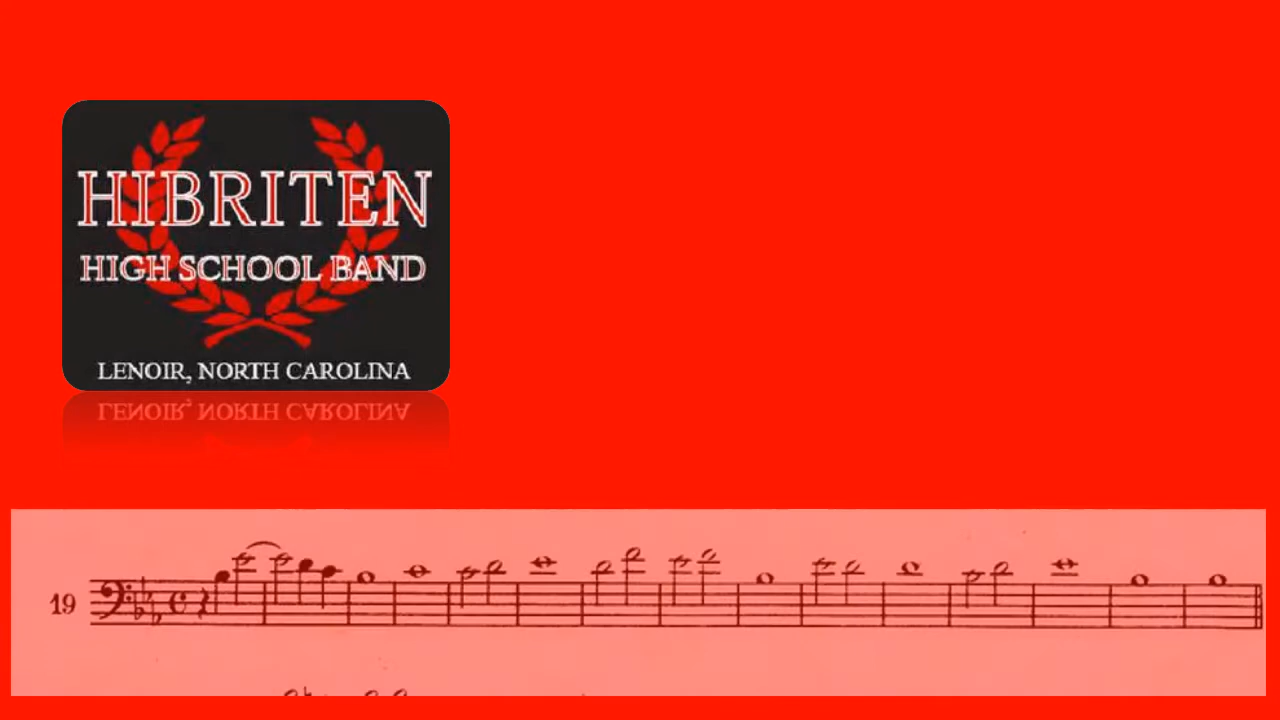 HIBRITEN
HIGH SCHOOL BAND
LENOIR, NORTH CAROLINA
LENOIR, NORTH CAROLINA
19